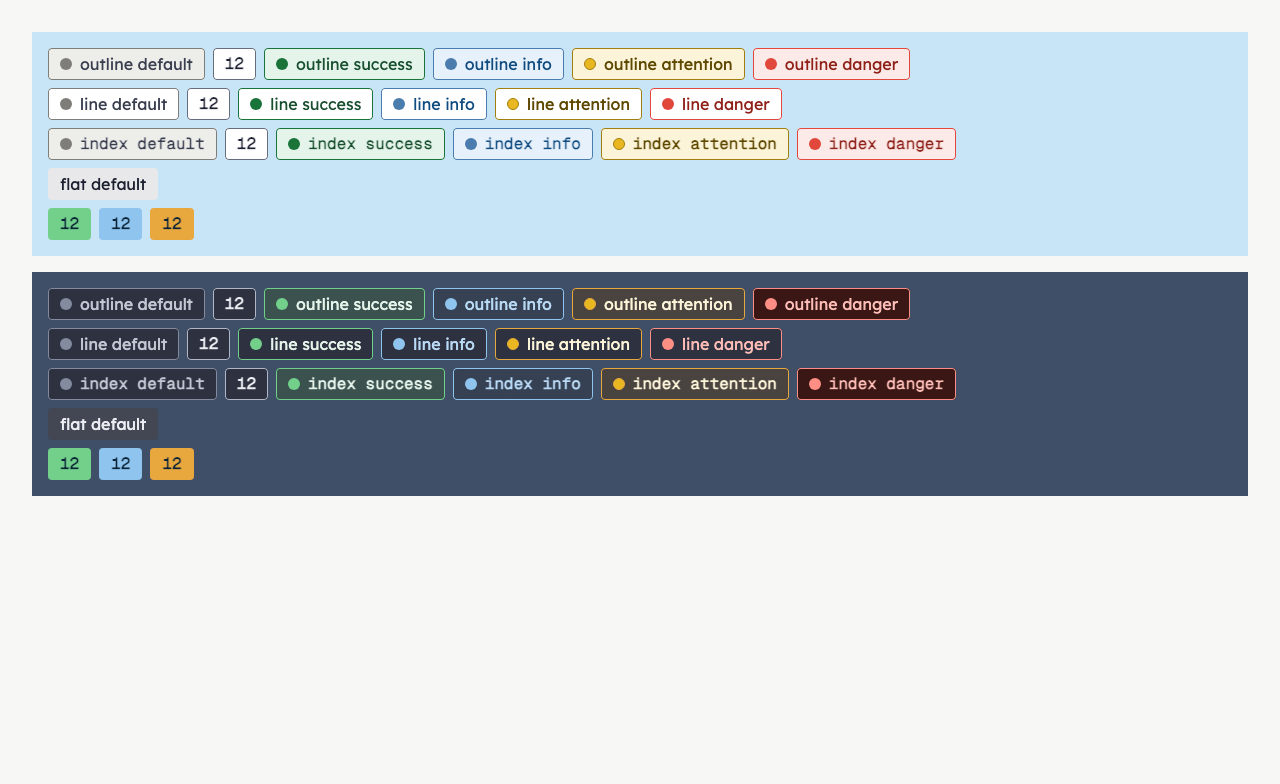 outline default 12 outline success outline info outline attention outline danger
line default 12 line success line info line attention line danger
index default 12 index success index info index attention index danger
flat default
12 12 12
outline default 12 outline success outline info outline attention outline danger
line default 12 line success line info line attention line danger
index default 12 index success index info index attention index danger
flat default
12 12 12